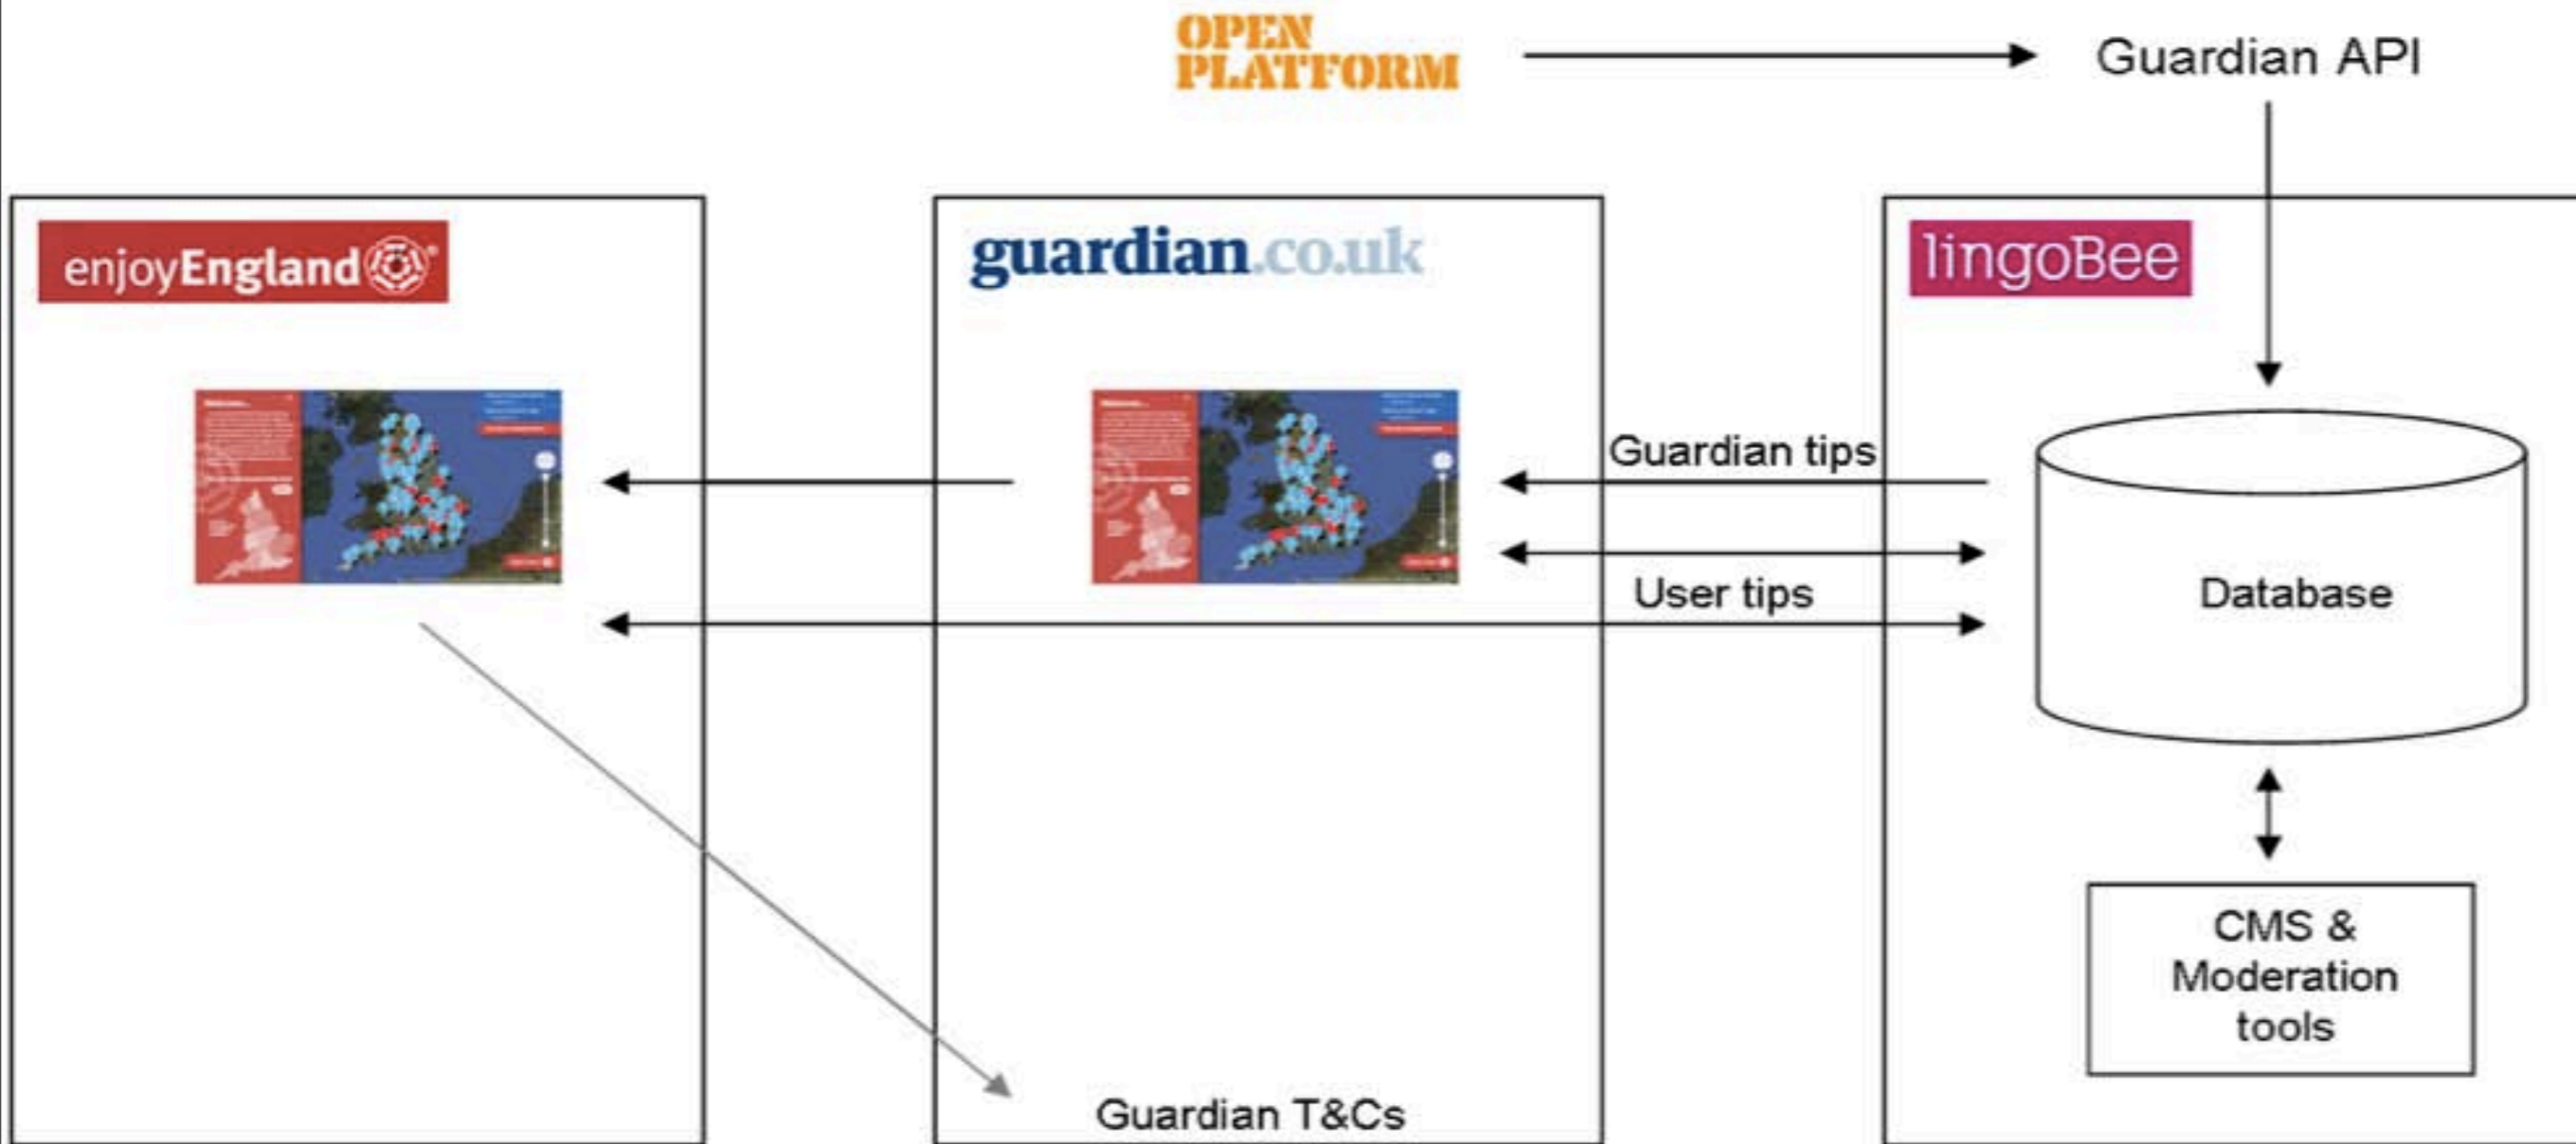 OPEN
PLATFORM
Guardian API
enjoyEngland
guardian.co.uk
lingoBee
Guardian tips
User tips
Database
CMS &
Moderation
tools
Guardian T&Cs